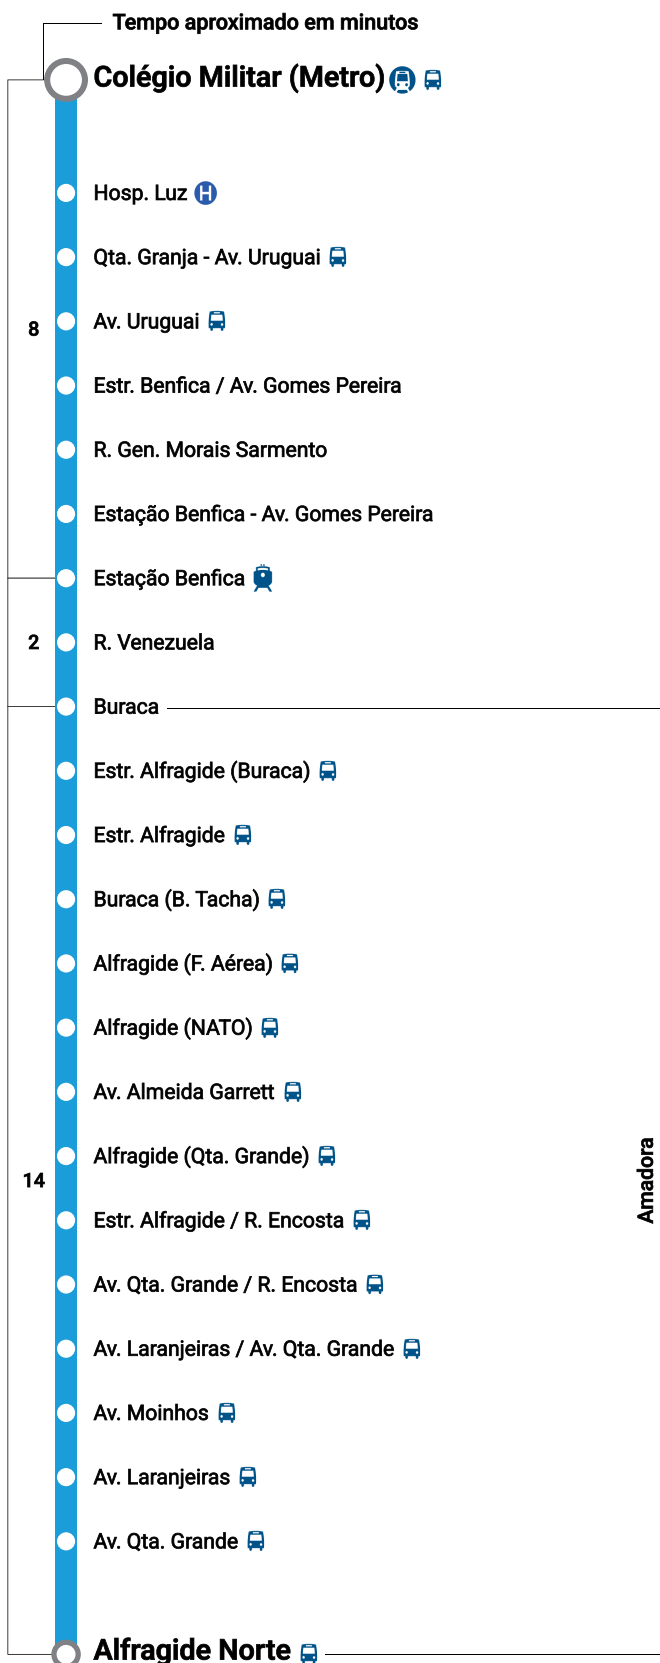 Tempo aproximado em minutos
Colégio Militar (Metro)
Hosp. Luz H
Qta. Granja - Av. Uruguai
8
Av. Uruguai
Estr. Benfica / Av. Gomes Pereira
R. Gen. Morais Sarmento
Estação Benfica - Av. Gomes Pereira
Estação Benfica
2
R. Venezuela
Buraca
Estr. Alfragide (Buraca)
Estr. Alfragide
Buraca (B. Tacha)
Alfragide (F. Aérea)
Alfragide (NATO)
Av. Almeida Garrett
Alfragide (Qta. Grande)
14
Amadora
Estr. Alfragide / R. Encosta
Av. Qta. Grande / R. Encosta
Av. Laranjeiras / Av. Qta. Grande
Av. Moinhos
Av. Laranjeiras
Av. Qta. Grande
Alfragide Norte